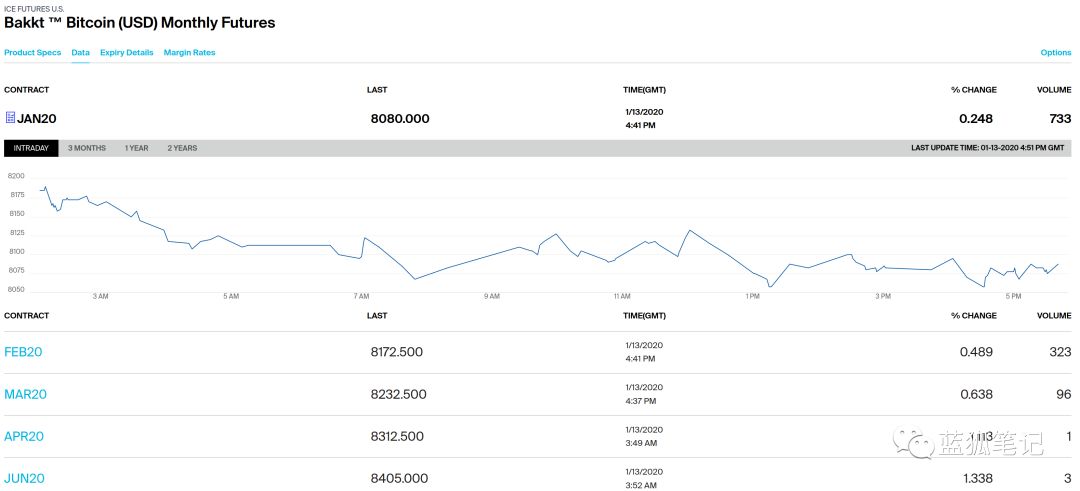 ICE FUTURES U.S.
Bakkt ™ Bitcoin (USD) Monthly Futures
Product Specs Data Expiry Details Margin Rates Options
CONTRACT LAST TIME(GMT) % CHANGE VOLUME
JAN20 8080.000 1/13/2020 4:41 PM 0.248 733
INTRADAY 3 MONTHS 1 YEAR 2 YEARS LAST UPDATE TIME: 01-13-2020 4:51 PM GMT
8200
8175
8150
8125
8100
8075
8050
3 AM 5 AM 7 AM 9 AM 11 AM 1 PM 3 PM 5 PM
CONTRACT LAST TIME(GMT) % CHANGE VOLUME
FEB20 8172.500 1/13/2020 4:41 PM 0.489 323
MAR20 8232.500 1/13/2020 4:37 PM 0.638 96
APR20 8312.500 1/13/2020 3:49 AM 1
蓝狐笔记
JUN20 8405.000 1/13/2020 3:52 AM 1.338 3